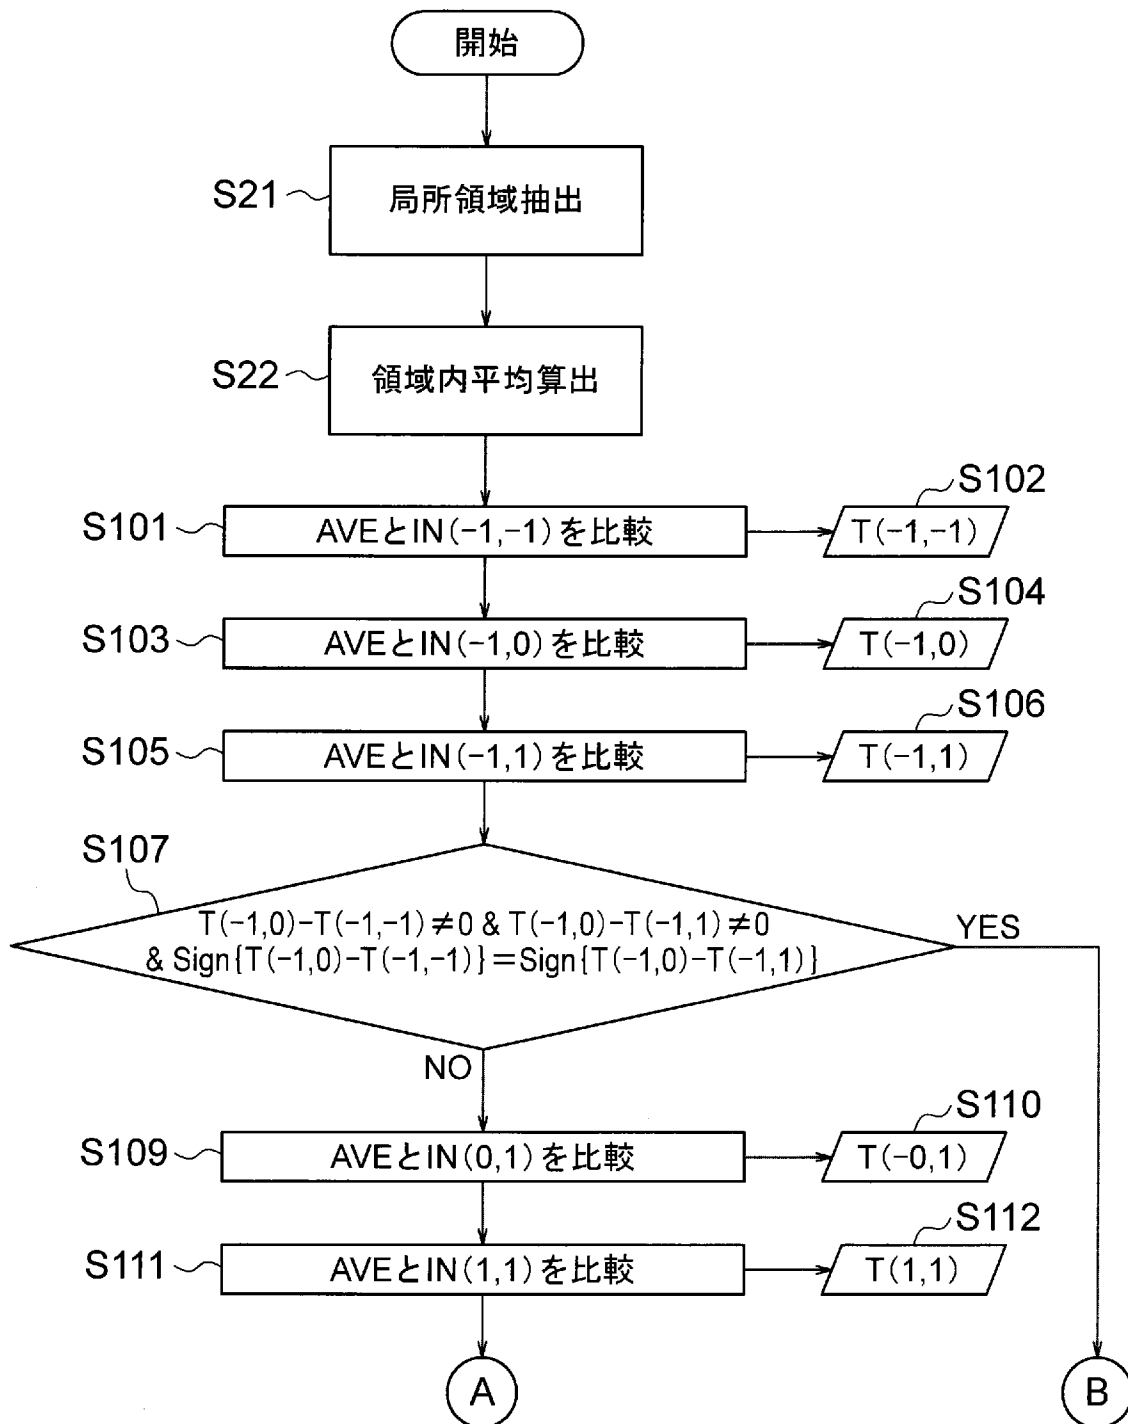 開始
S21
局所領域抽出
S22
領域内平均算出
S102
S101
AVEとIN(-1,-1)を比較
T(-1,-1)
S104
S103
AVEとIN(-1,0)を比較
T(-1,0)
S106
S105
AVEとIN(-1,1)を比較
T(-1,1)
S107
T(-1,0)-T(-1,-1)≠0 & T(-1,0)-T(-1,1)≠0
& Sign{T(-1,0)-T(-1,-1)}=Sign{T(-1,0)-T(-1,1)}
YES
NO
S110
S109
AVEとIN(0,1)を比較
T(-0,1)
S112
S111
AVEとIN(1,1)を比較
T(1,1)
A
B